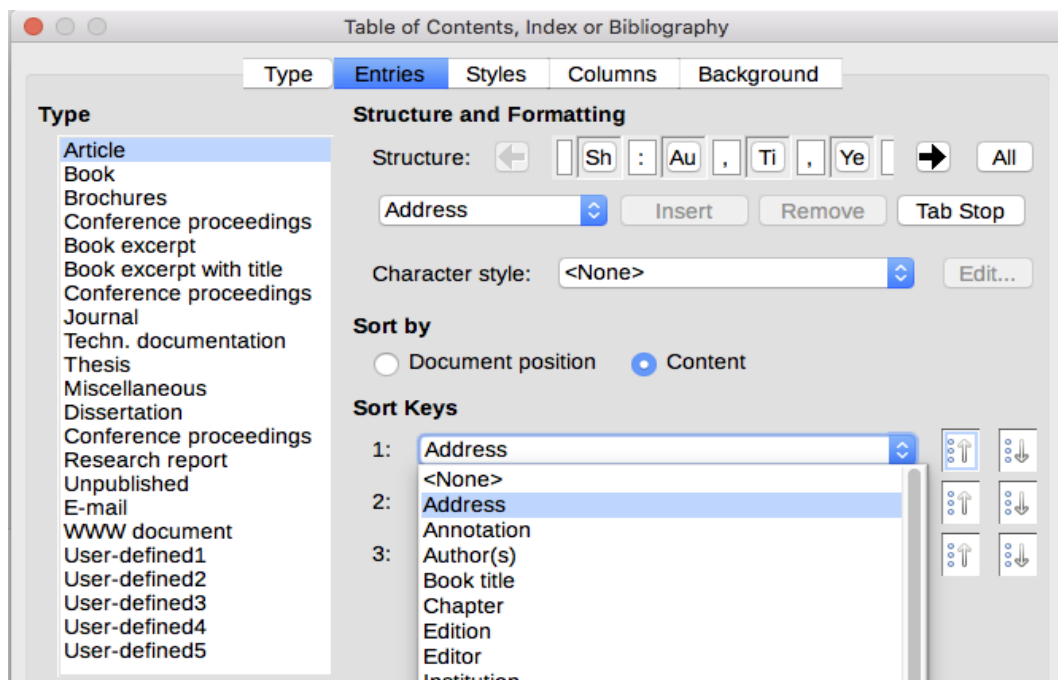 Table of Contents, Index or Bibliography
Type Entries Styles Columns Background
Type
Article
Book
Brochures
Conference proceedings
Book excerpt
Book excerpt with title
Conference proceedings
Journal
Techn. documentation
Thesis
Miscellaneous
Dissertation
Conference proceedings
Research report
Unpublished
E-mail
WWW document
User-defined1
User-defined2
User-defined3
User-defined4
User-defined5
Structure and Formatting
Structure: Sh : Au , Ti , Ye All
Address Insert Remove Tab Stop
Character style: <None> Edit...
Sort by
Document position Content
Sort Keys
1: Address
2:
3:
<None>
Address
Annotation
Author(s)
Book title
Chapter
Edition
Editor
Institution